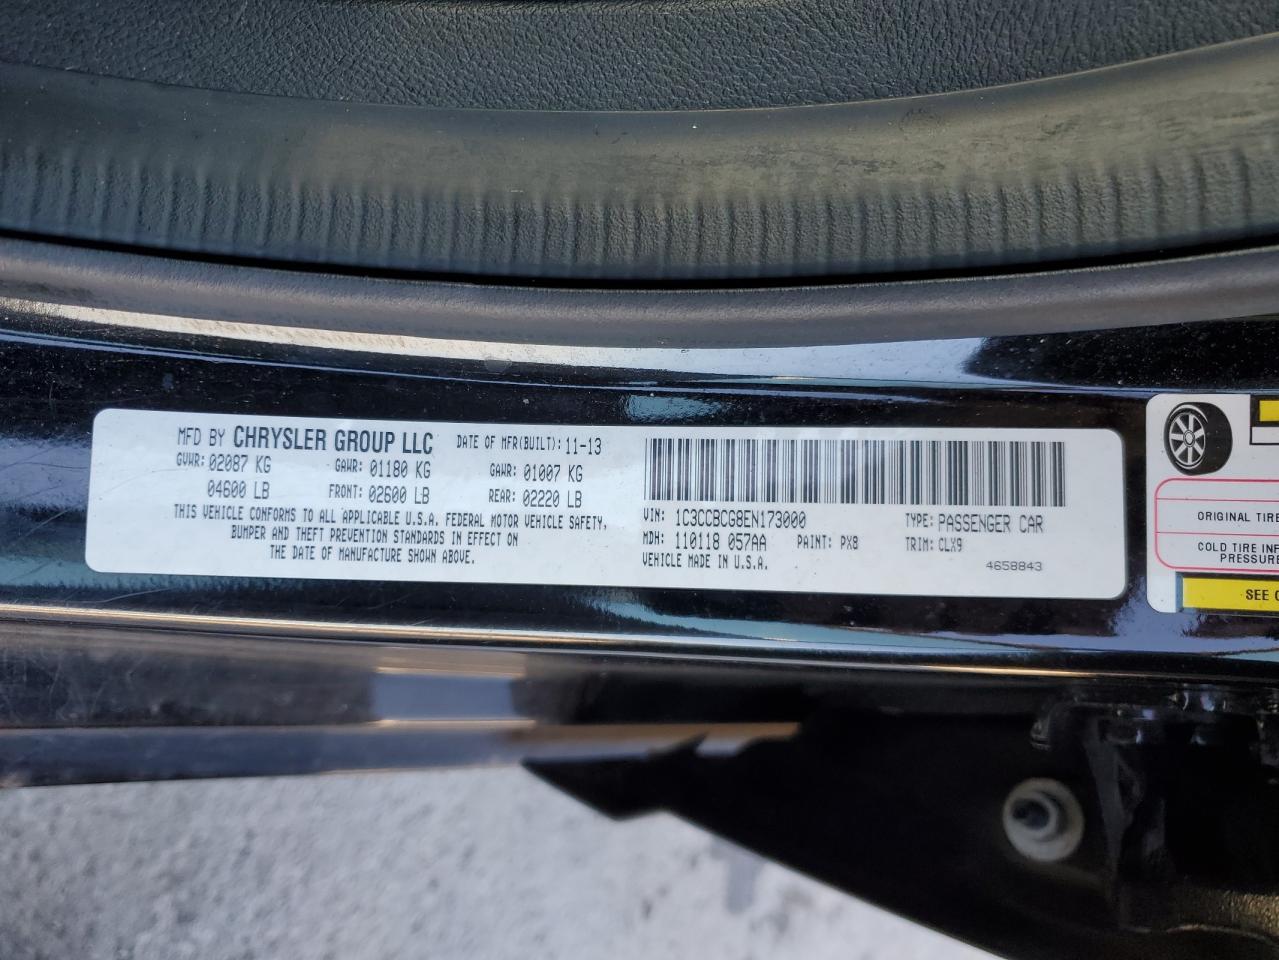 MFD BY CHRYSLER GROUP LLC DATE OF MFR(BUILT): 11-13
GVWR: 02087 KG GAWR: 01180 KG GAWR: 01007 KG
04600 LB FRONT: 02600 LB REAR: 02220 LB
THIS VEHICLE CONFORMS TO ALL APPLICABLE U.S.A. FEDERAL MOTOR VEHICLE SAFETY,
BUMPER AND THEFT PREVENTION STANDARDS IN EFFECT ON
THE DATE OF MANUFACTURE SHOWN ABOVE.
VIN: 1C3CCBCG8EN173000 TYPE: PASSENGER CAR
MDH: 110118 057AA PAINT: PX8 TRIM: CLX9
VEHICLE MADE IN U.S.A. 4658843
ORIGINAL TIRE
COLD TIRE INF
PRESSURE
SEE